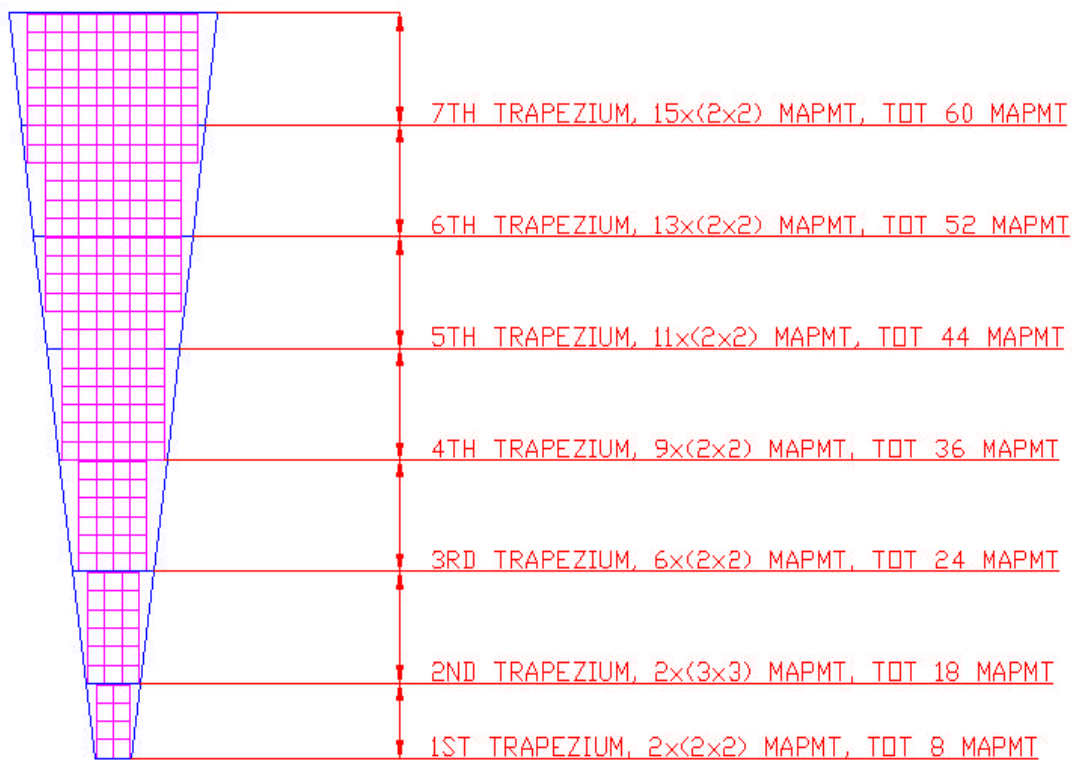 7TH TRAPEZIUM, 15x(2x2) MAPMT, TOT 60 MAPMT
6TH TRAPEZIUM, 13x(2x2) MAPMT, TOT 52 MAPMT
5TH TRAPEZIUM, 11x(2x2) MAPMT, TOT 44 MAPMT
4TH TRAPEZIUM, 9x(2x2) MAPMT, TOT 36 MAPMT
3RD TRAPEZIUM, 6x(2x2) MAPMT, TOT 24 MAPMT
2ND TRAPEZIUM, 2x(3x3) MAPMT, TOT 18 MAPMT
1ST TRAPEZIUM, 2x(2x2) MAPMT, TOT 8 MAPMT